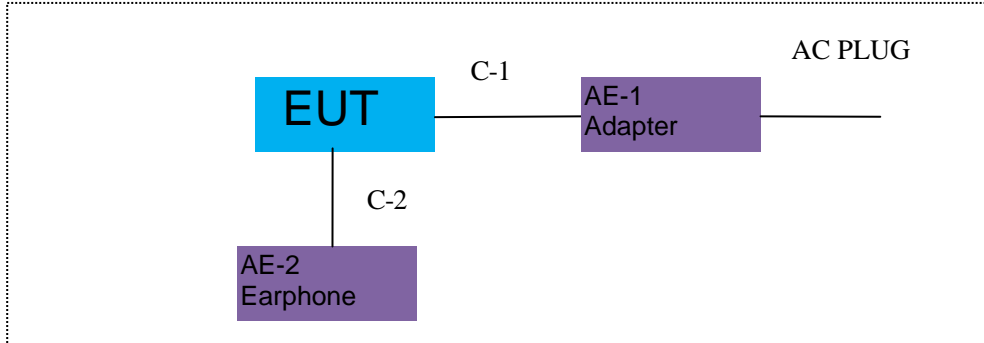 AC PLUG
C-1
EUT
AE-1
Adapter
C-2
AE-2
Earphone